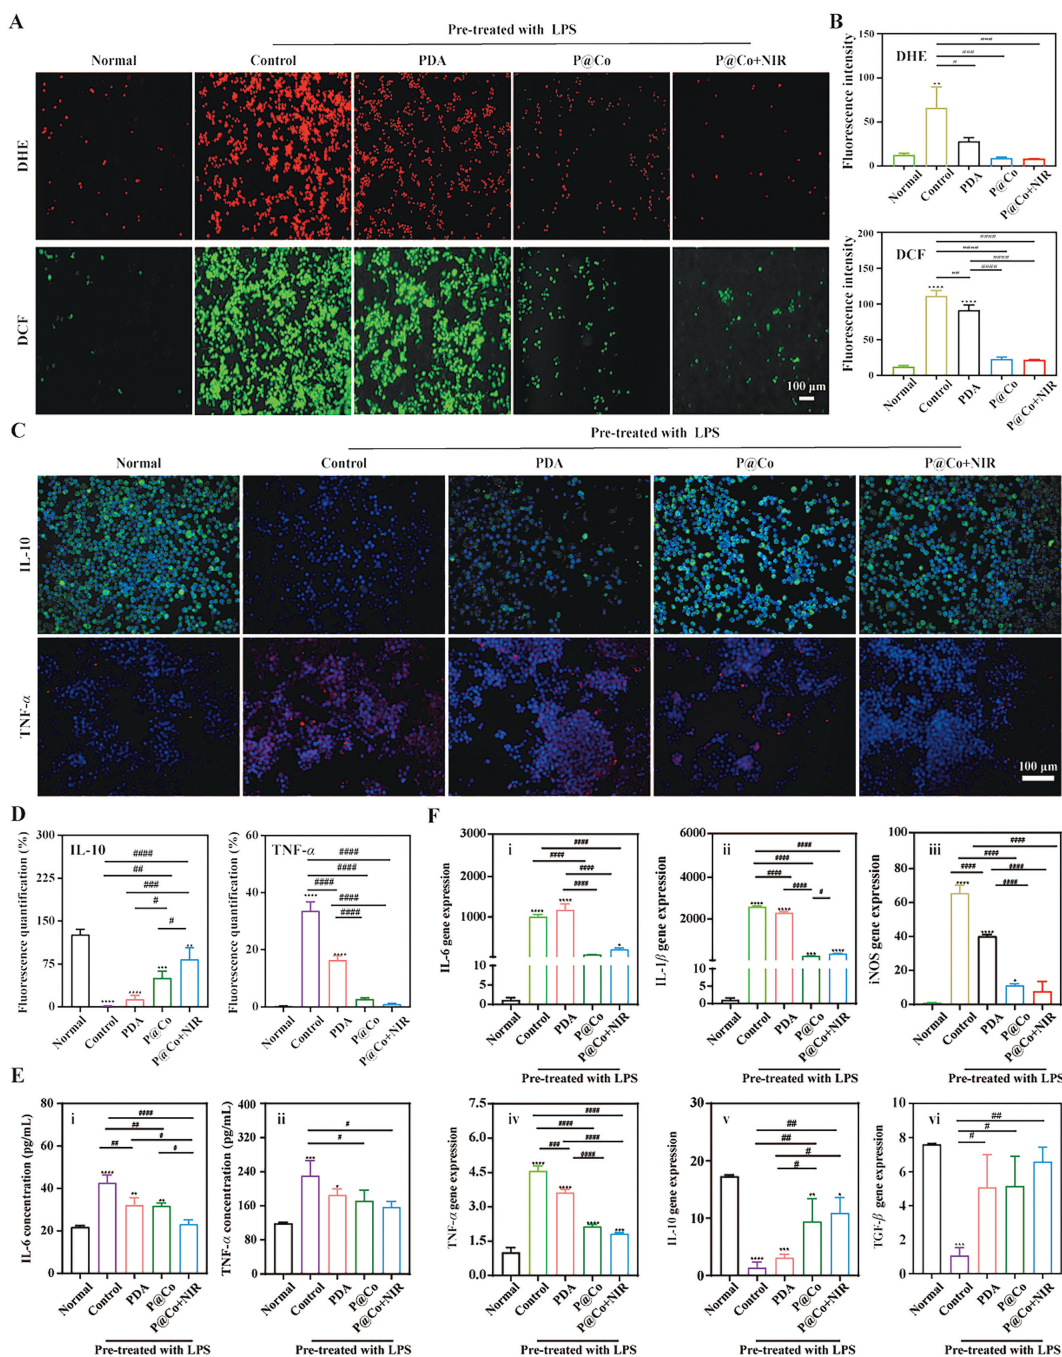 A
Pre-treated with LPS
Normal
Control
PDA
P@Co
P@Co+NIR
DHE
DCF
100 μm
B
DHE
Fluorescence intensity
150
100
50
0
##
###
#
**
Normal
Control
PDA
P@Co
P@Co+NIR
DCF
Fluorescence intensity
200
150
100
50
0
####
####
####
####
##
****
****
Normal
Control
PDA
P@Co
P@Co+NIR
C
Pre-treated with LPS
Normal
Control
PDA
P@Co
P@Co+NIR
IL-10
TNF-α
100 μm
D
IL-10
Fluorescence quantification (%)
300
225
150
75
0
####
##
###
#
#
****
****
***
**
Normal
Control
PDA
P@Co
P@Co+NIR
TNF-α
Fluorescence quantification (%)
60
40
20
0
####
####
####
####
####
****
****
Normal
Control
PDA
P@Co
P@Co+NIR
E
i
IL-6 concentration (pg/mL)
80
60
40
20
0
####
##
#
##
#
****
**
**
Normal
Control
PDA
P@Co
P@Co+NIR
Pre-treated with LPS
ii
TNF-α concentration (pg/mL)
400
320
240
160
80
0
#
#
***
*
Normal
Control
PDA
P@Co
P@Co+NIR
Pre-treated with LPS
F
i
IL-6 gene expression
3000
2000
1000
10
5
0
####
####
####
####
****
****
*
Normal
Control
PDA
P@Co
P@Co+NIR
Pre-treated with LPS
ii
IL-1β gene expression
6000
4000
2000
10
5
0
####
####
####
####
#
****
****
***
****
Normal
Control
PDA
P@Co
P@Co+NIR
Pre-treated with LPS
iii
iNOS gene expression
100
80
60
40
20
0
####
####
####
####
####
****
****
*
Normal
Control
PDA
P@Co
P@Co+NIR
Pre-treated with LPS
iv
TNF-α gene expression
7.5
6.0
4.5
3.0
1.5
0.0
####
####
####
###
####
****
****
****
***
Normal
Control
PDA
P@Co
P@Co+NIR
Pre-treated with LPS
v
IL-10 gene expression
30
20
10
0
##
##
#
#
****
***
**
*
Normal
Control
PDA
P@Co
P@Co+NIR
Pre-treated with LPS
vi
TGF-β gene expression
8
6
4
2
0
##
#
#
***
Normal
Control
PDA
P@Co
P@Co+NIR
Pre-treated with LPS